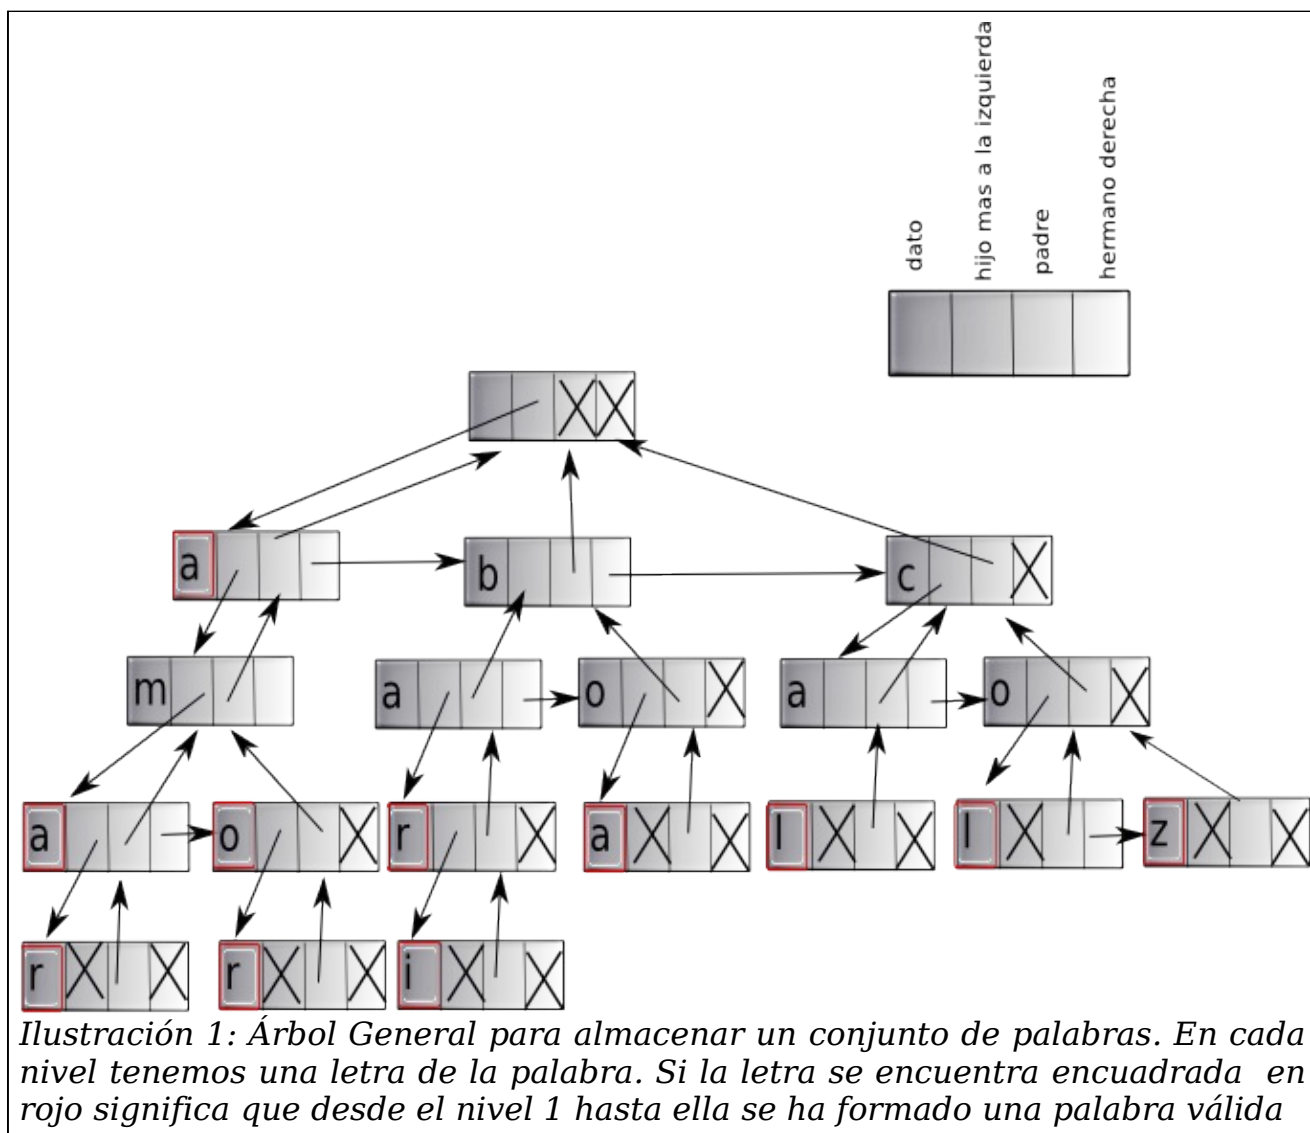 dato
hijo mas a la izquierda
padre
hermano derecha
a
b
c
m
a
o
a
o
a
o
r
a
l
l
z
r
r
i
Ilustración 1: Árbol General para almacenar un conjunto de palabras. En cada
nivel tenemos una letra de la palabra. Si la letra se encuentra encuadrada en
rojo significa que desde el nivel 1 hasta ella se ha formado una palabra válida